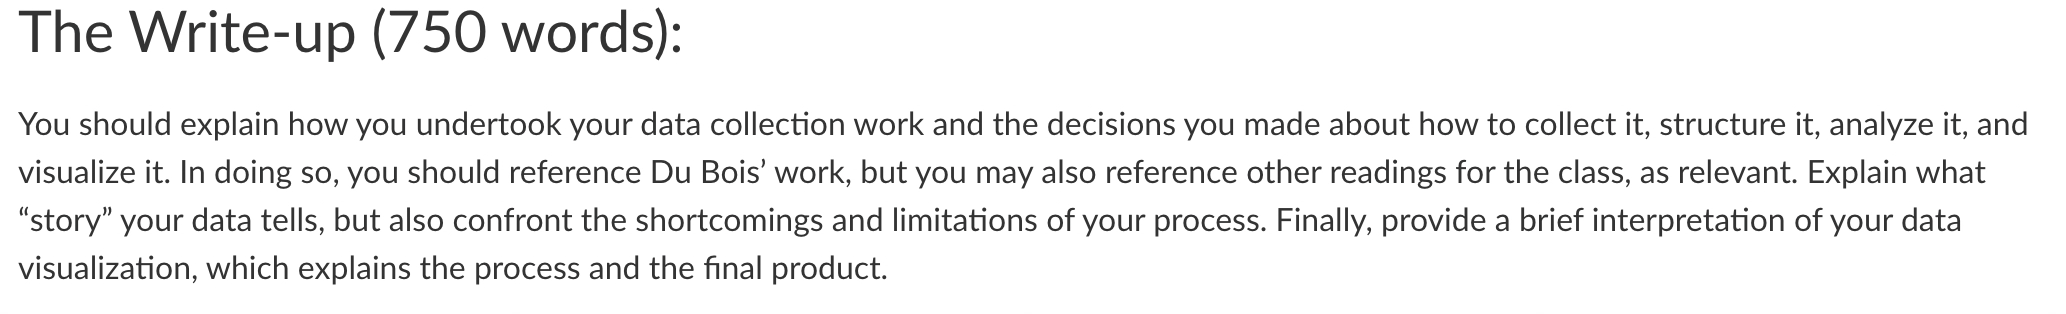 The Write-up (750 words):
You should explain how you undertook your data collection work and the decisions you made about how to collect it, structure it, analyze it, and
visualize it. In doing so, you should reference Du Bois’ work, but you may also reference other readings for the class, as relevant. Explain what
“story” your data tells, but also confront the shortcomings and limitations of your process. Finally, provide a brief interpretation of your data
visualization, which explains the process and the final product.